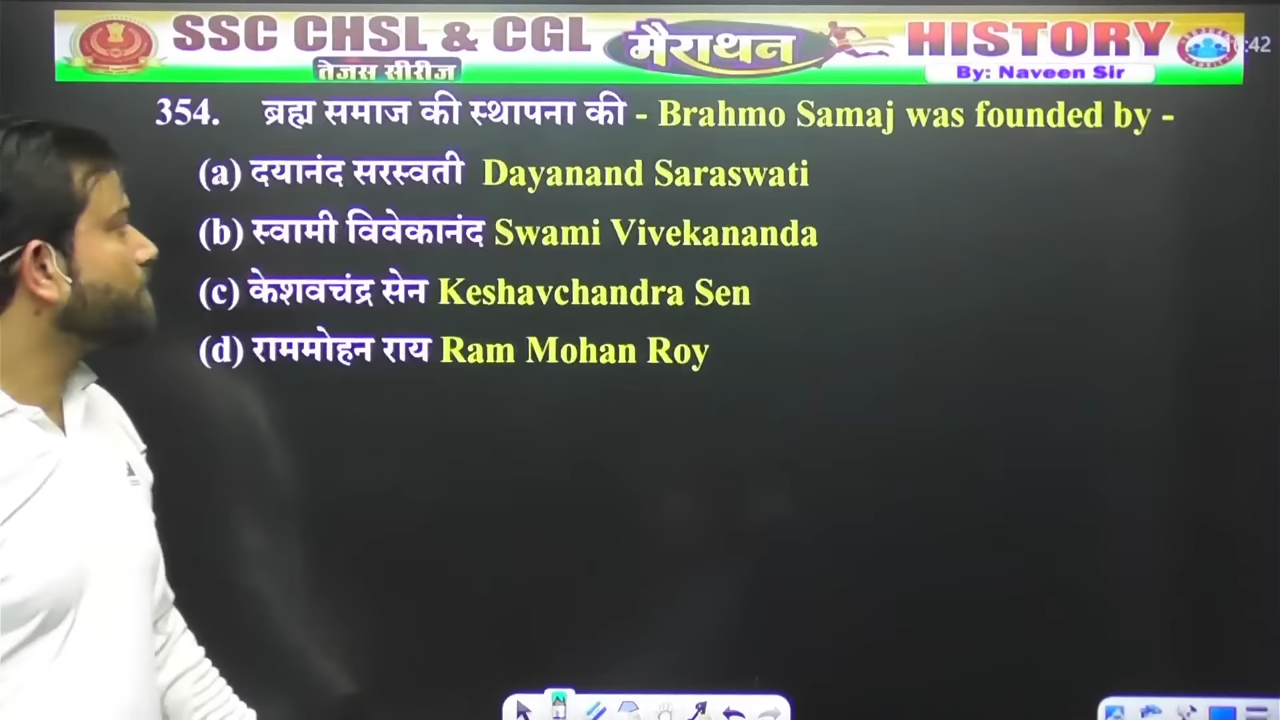 SSC CHSL & CGL मैराथन HISTORY
तेजस सीरीज By: Naveen Sir
354. ब्रह्म समाज की स्थापना की - Brahmo Samaj was founded by -
(a) दयानंद सरस्वती Dayanand Saraswati
(b) स्वामी विवेकानंद Swami Vivekananda
(c) केशवचंद्र सेन Keshavchandra Sen
(d) राममोहन राय Ram Mohan Roy